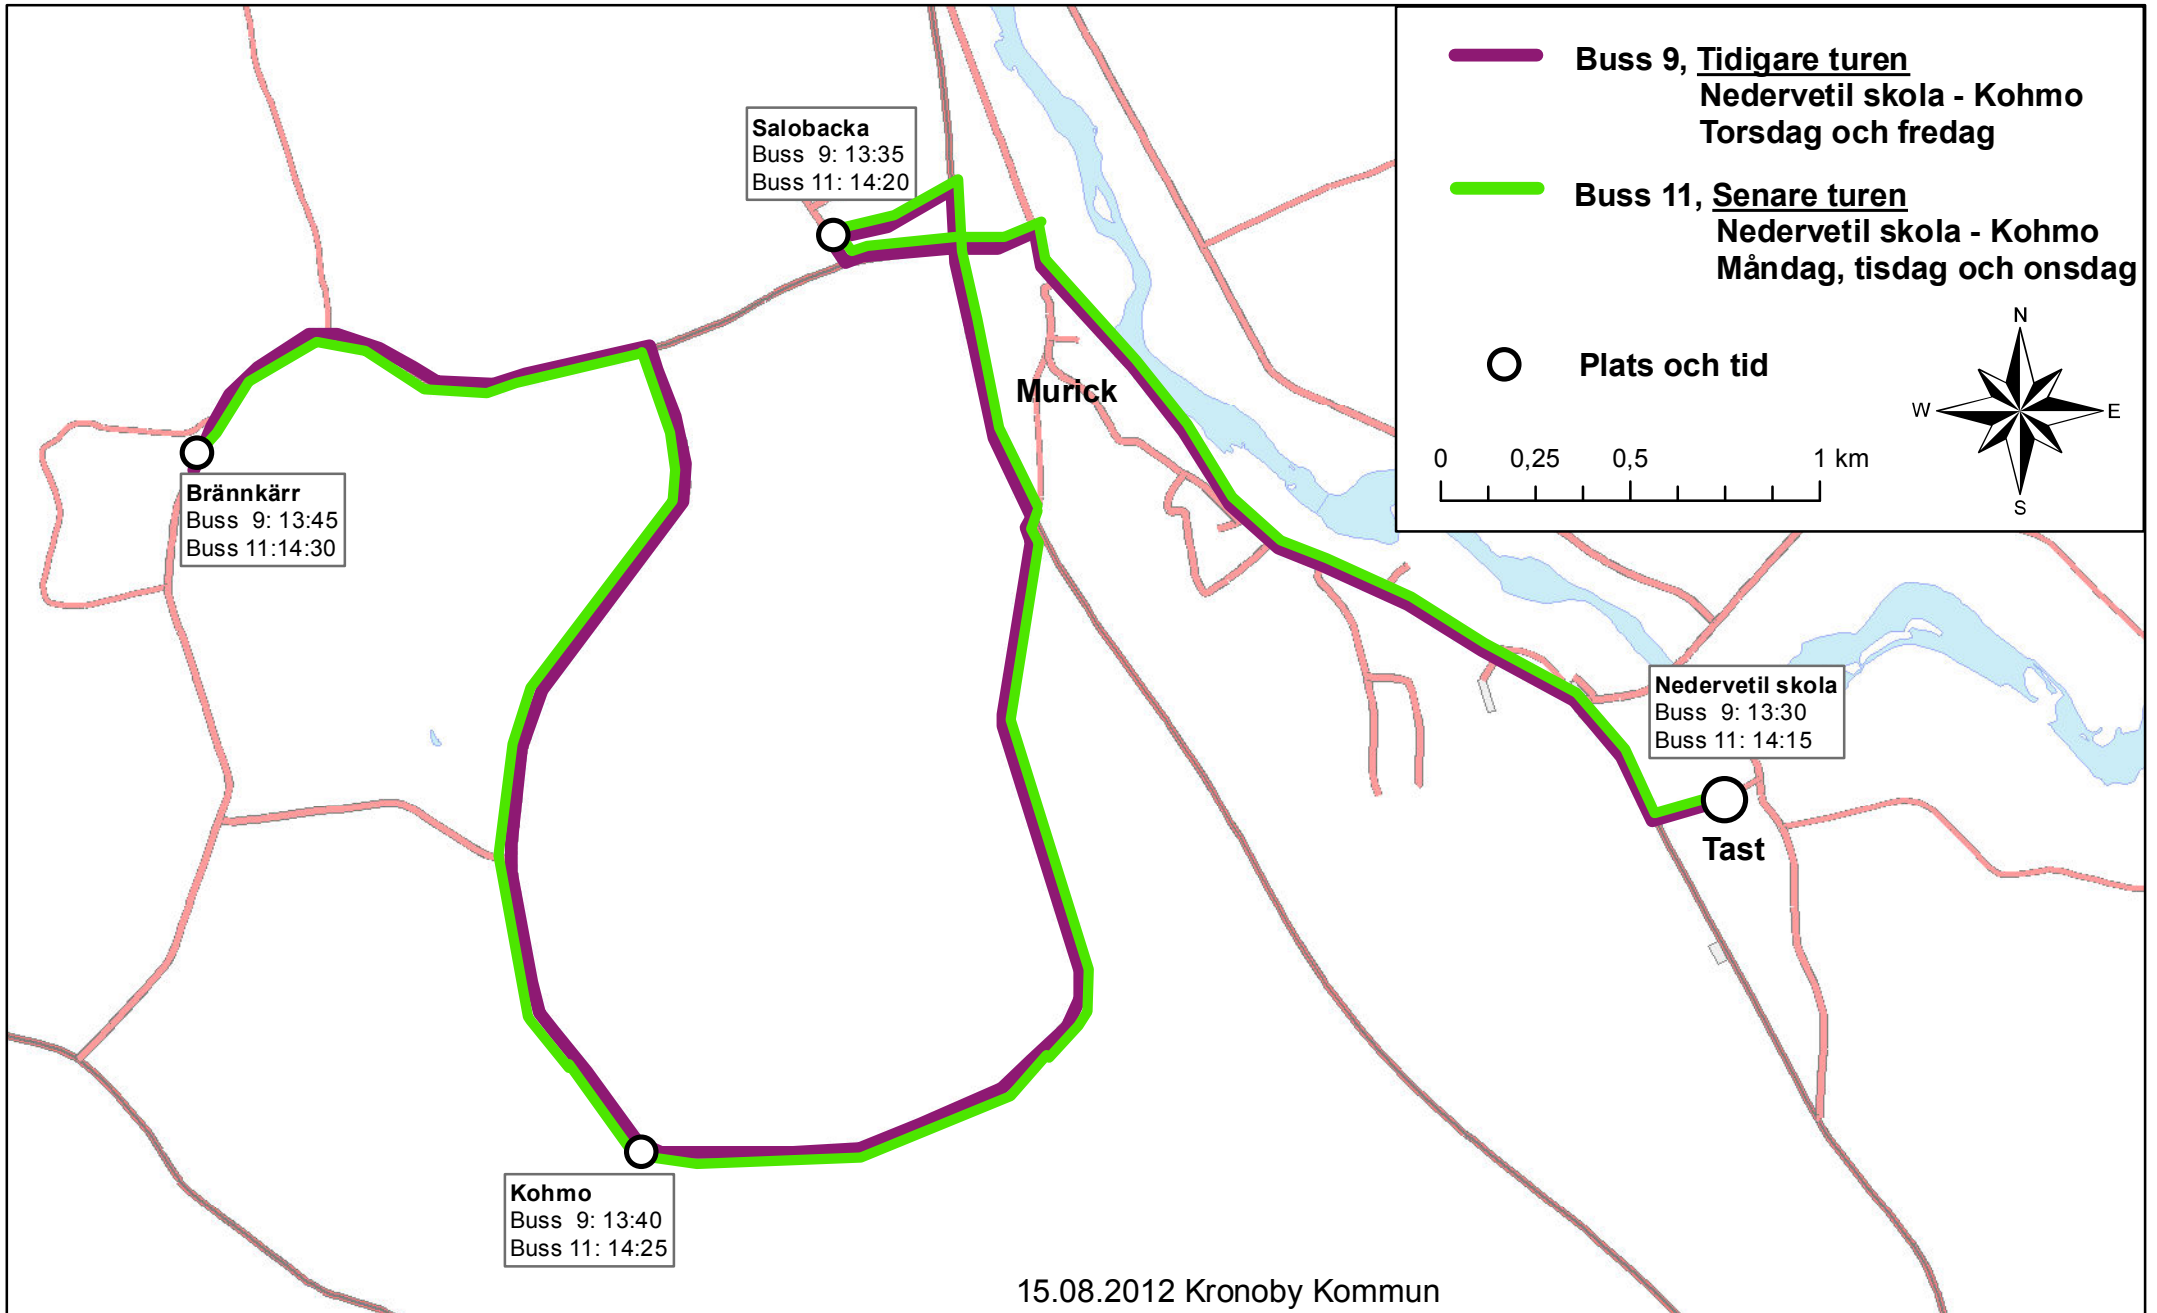 Buss 9, Tidigare turen
Nedervetil skola - Kohmo
Torsdag och fredag
Buss 11, Senare turen
Nedervetil skola - Kohmo
Måndag, tisdag och onsdag
Plats och tid
0 0,25 0,5 1 km
N
W E
S
Salobacka
Buss 9: 13:35
Buss 11: 14:20
Murick
Brännkärr
Buss 9: 13:45
Buss 11:14:30
Nedervetil skola
Buss 9: 13:30
Buss 11: 14:15
Tast
Kohmo
Buss 9: 13:40
Buss 11: 14:25
15.08.2012 Kronoby Kommun